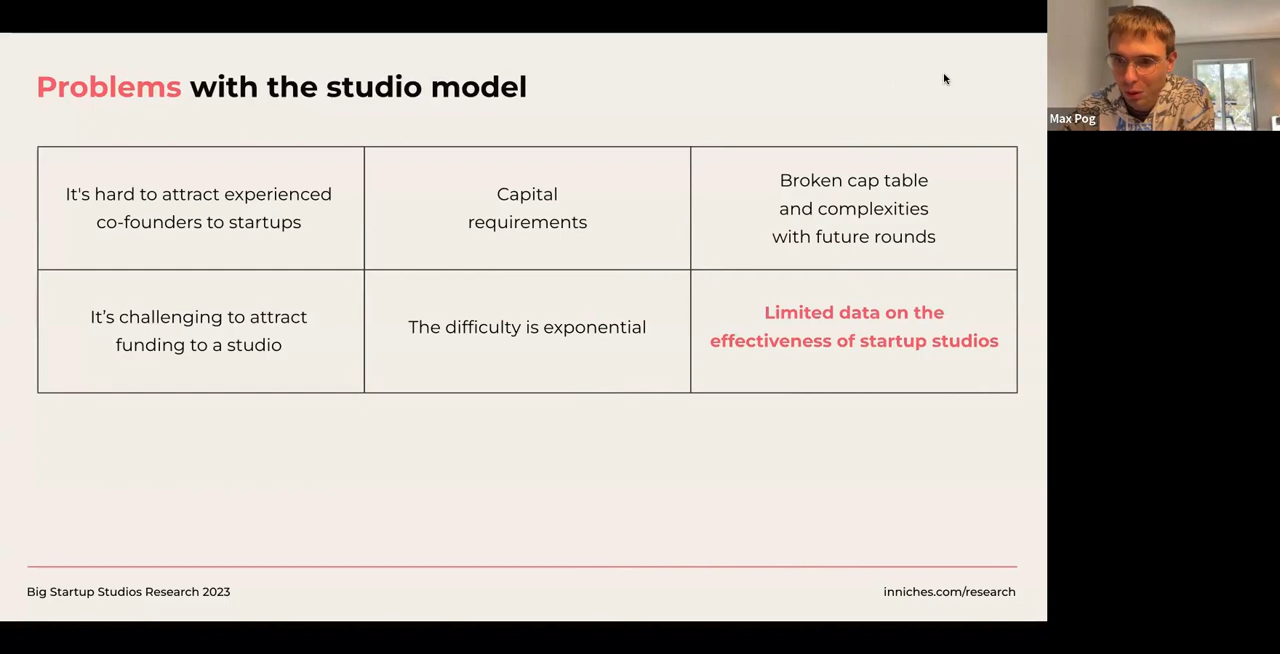 Problems with the studio model
It's hard to attract experienced
co-founders to startups
Capital
requirements
Broken cap table
and complexities
with future rounds
It’s challenging to attract
funding to a studio
The difficulty is exponential
Limited data on the
effectiveness of startup studios
Big Startup Studios Research 2023
inniches.com/research
Max Pog